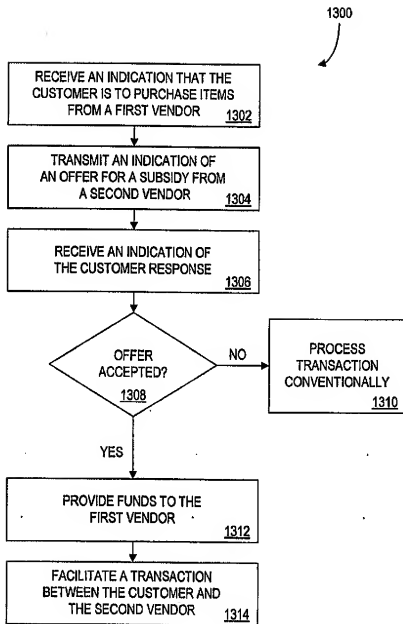 1300
RECEIVE AN INDICATION THAT THE
CUSTOMER IS TO PURCHASE ITEMS
FROM A FIRST VENDOR
1302
TRANSMIT AN INDICATION OF
AN OFFER FOR A SUBSIDY FROM
A SECOND VENDOR
1304
RECEIVE AN INDICATION OF
THE CUSTOMER RESPONSE
1306
OFFER
ACCEPTED?
1308
NO
PROCESS
TRANSACTION
CONVENTIONALLY
1310
YES
PROVIDE FUNDS TO THE
FIRST VENDOR
1312
FACILITATE A TRANSACTION
BETWEEN THE CUSTOMER AND
THE SECOND VENDOR
1314